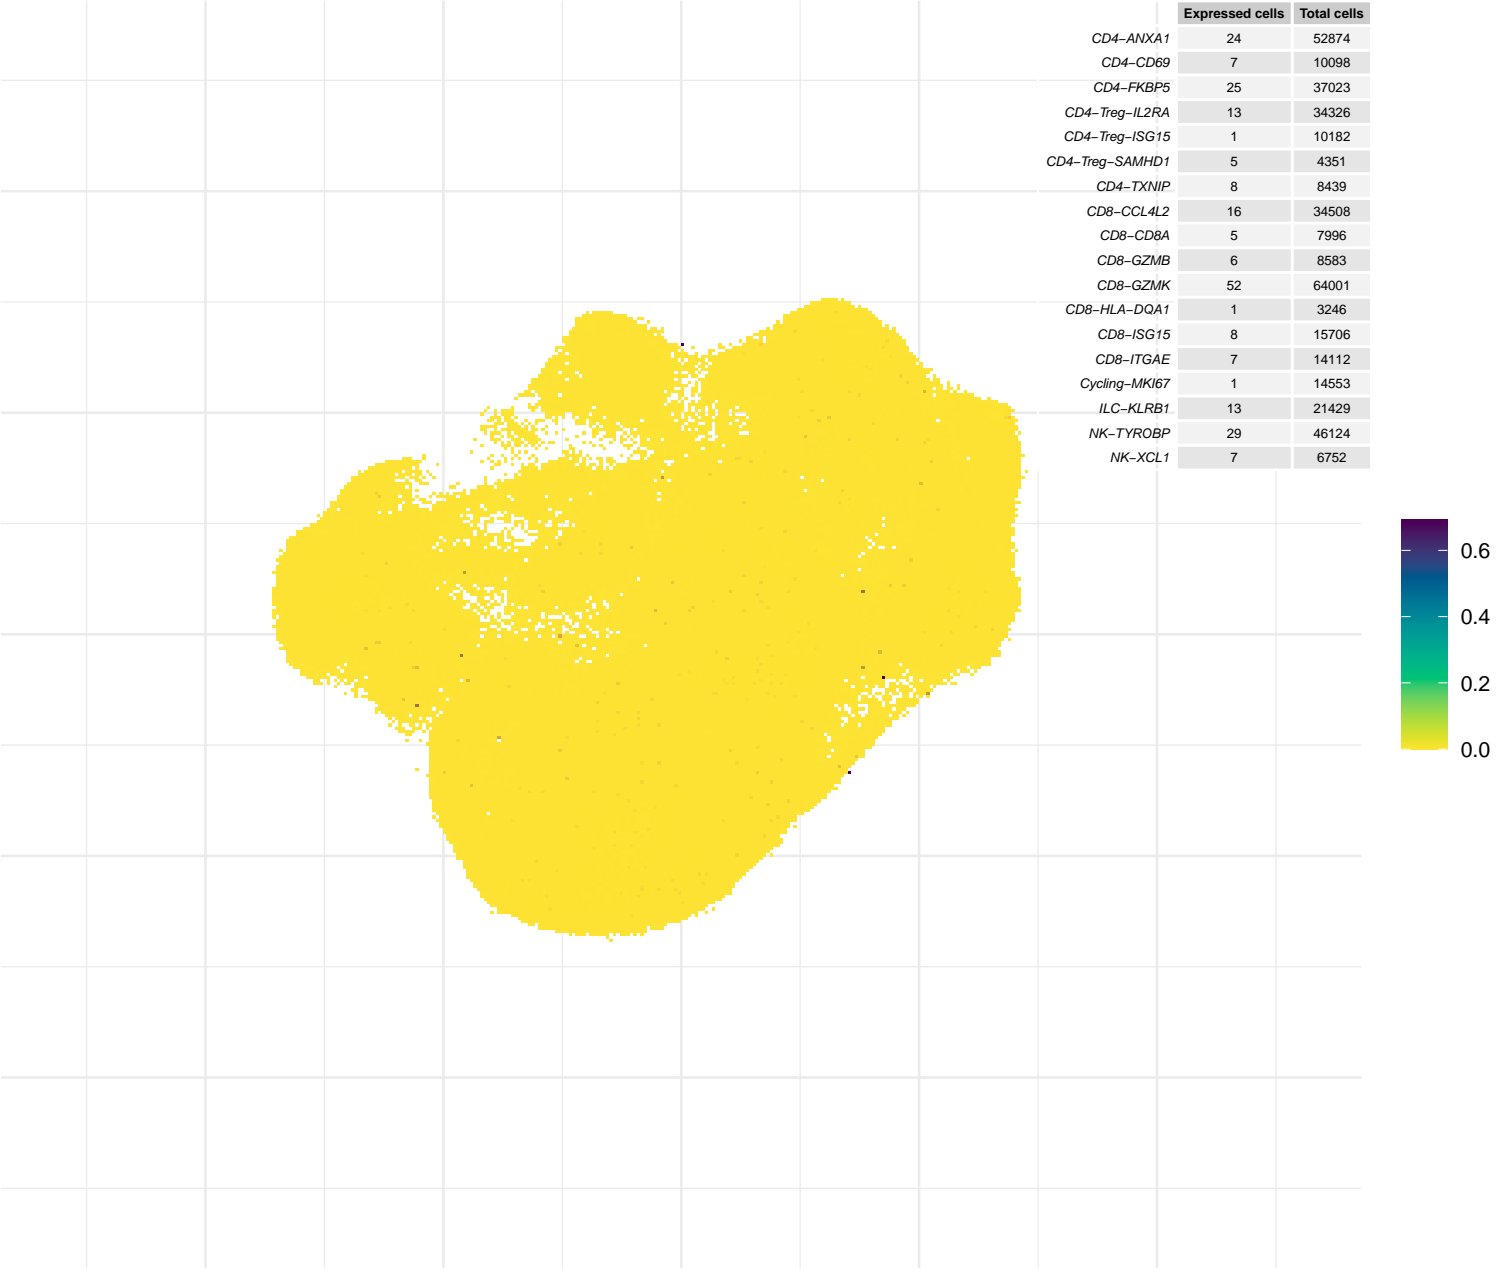 Expressed cells Total cells
CD4−ANXA1 24 52874
CD4−CD69 7 10098
CD4−FKBP5 25 37023
CD4−Treg−IL2RA 13 34326
CD4−Treg−ISG15 1 10182
CD4−Treg−SAMHD1 5 4351
CD4−TXNIP 8 8439
CD8−CCL4L2 16 34508
CD8−CD8A 5 7996
CD8−GZMB 6 8583
CD8−GZMK 52 64001
CD8−HLA−DQA1 1 3246
CD8−ISG15 8 15706
CD8−ITGAE 7 14112
Cycling−MKI67 1 14553
ILC−KLRB1 13 21429
NK−TYROBP 29 46124
NK−XCL1 7 6752
0.6
0.4
0.2
0.0